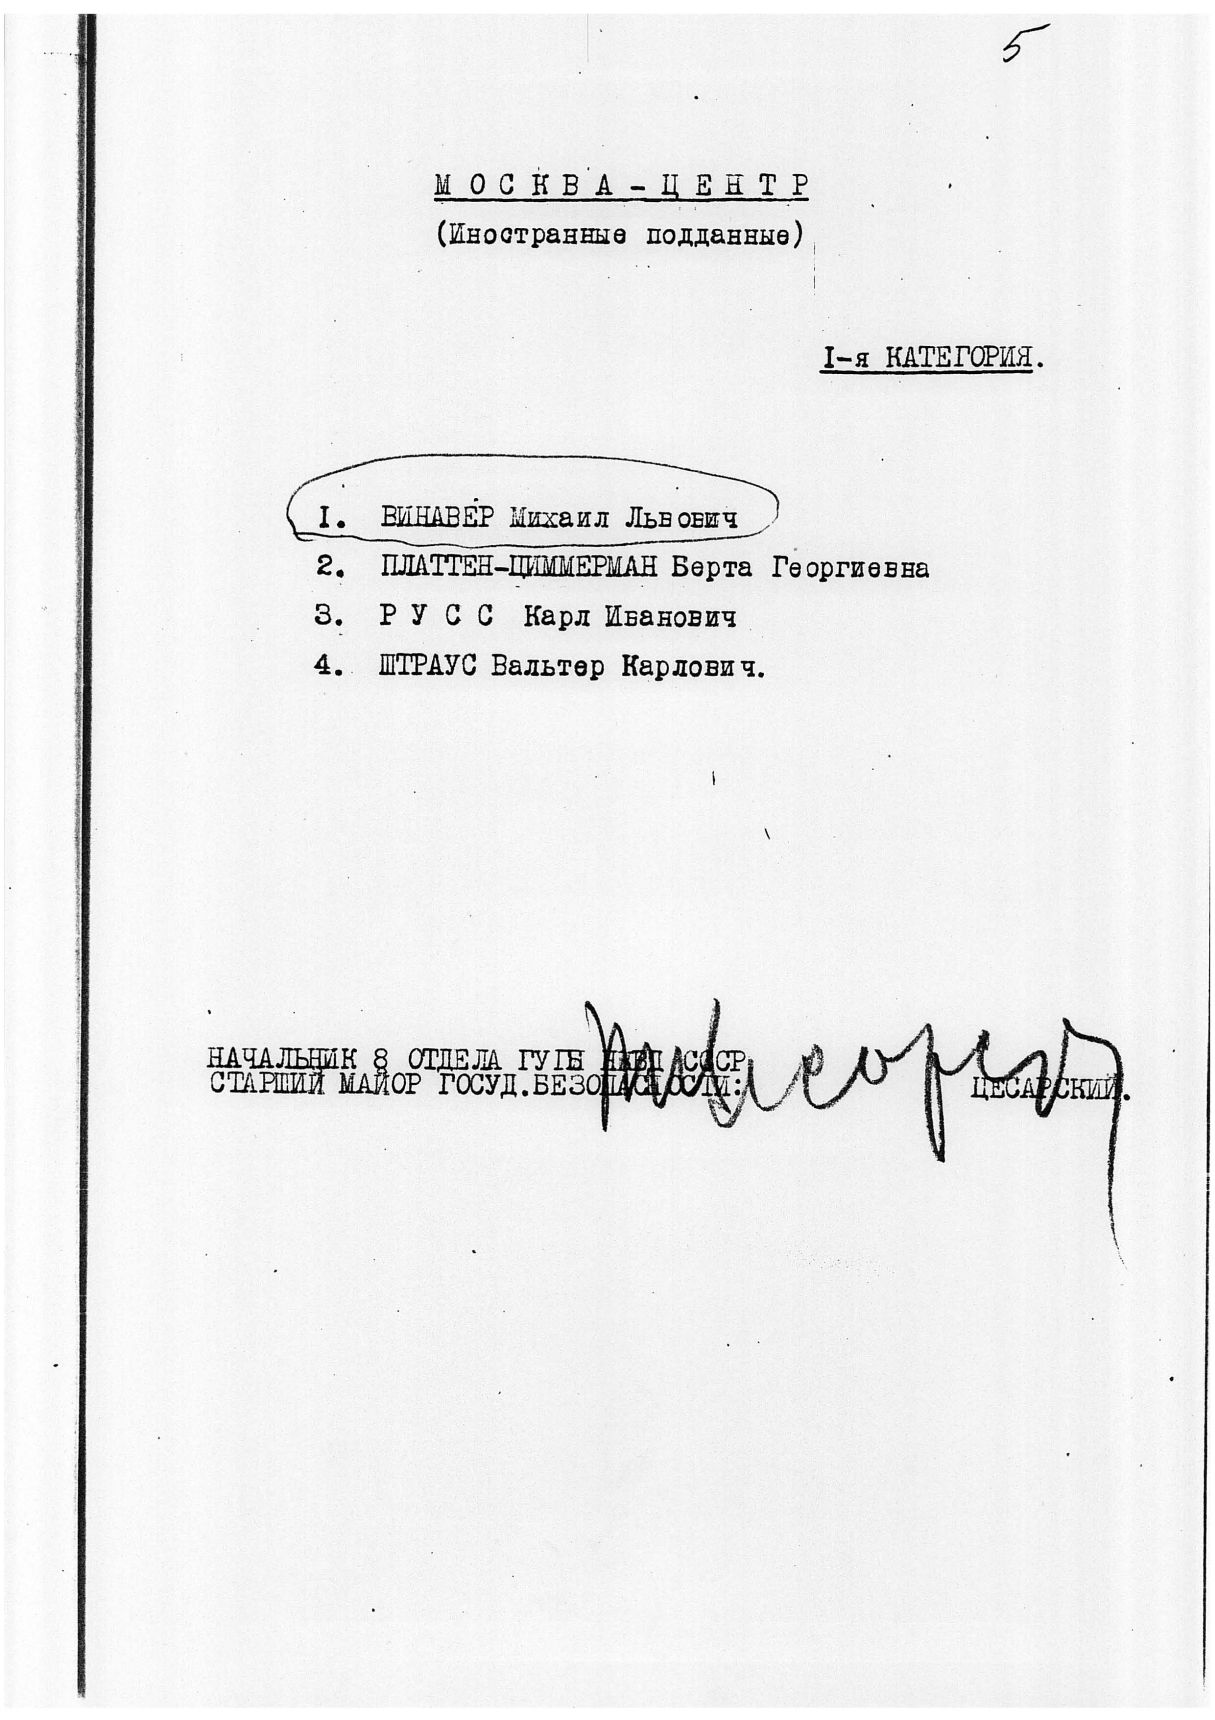 5
М О С К В А - Ц Е Н Т Р
(Иностранные подданные)
I-я КАТЕГОРИЯ.
1. ВИНАВЕР Михаил Львович
2. ПЛАТТЕН-ЦИММЕРМАН Берта Георгиевна
3. Р У С С Карл Иванович
4. ШТРАУС Вальтер Карлович.
НАЧАЛЬНИК 8 ОТДЕЛА ГУГБ НКВД СССР
СТАРШИЙ МАЙОР ГОСУД.БЕЗОПАСНОСТИ: ЦЕСАРСКИЙ.